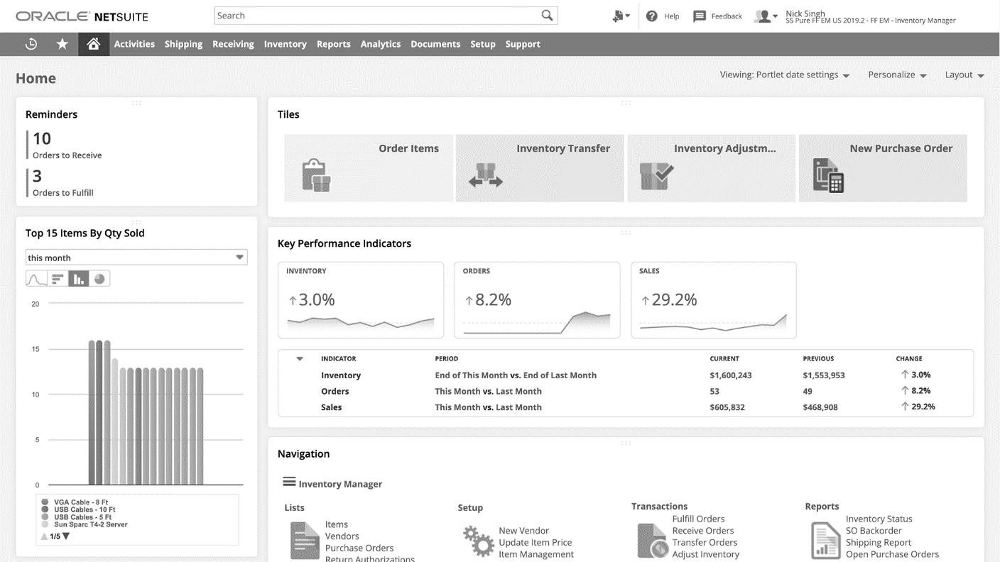 ORACLE NETSUITE
Search
Help
Feedback
Nick Singh
SS Pure FF EM US 2019.2 - FF EM - Inventory Manager
Activities Shipping Receiving Inventory Reports Analytics Documents Setup Support
Home
Viewing: Portlet date settings
Personalize
Layout
Reminders
10
Orders to Receive
3
Orders to Fulfill
Top 15 Items By Qty Sold
this month
20
15
10
5
0
VGA Cable - 8 Ft
USB Cables - 10 Ft
USB Cables - 5 Ft
Sun Sparc T4-2 Server
1/5
Tiles
Order Items
Inventory Transfer
Inventory Adjustm...
New Purchase Order
Key Performance Indicators
INVENTORY
3.0%
ORDERS
8.2%
SALES
29.2%
INDICATOR PERIOD CURRENT PREVIOUS CHANGE
Inventory End of This Month vs. End of Last Month $1,600,243 $1,553,953 3.0%
Orders This Month vs. Last Month 53 49 8.2%
Sales This Month vs. Last Month $605,832 $468,908 29.2%
Navigation
Inventory Manager
Lists
Items
Vendors
Purchase Orders
Return Authorizations
Setup
New Vendor
Update Item Price
Item Management
Transactions
Fulfill Orders
Receive Orders
Transfer Orders
Adjust Inventory
Reports
Inventory Status
SO Backorder
Shipping Report
Open Purchase Orders